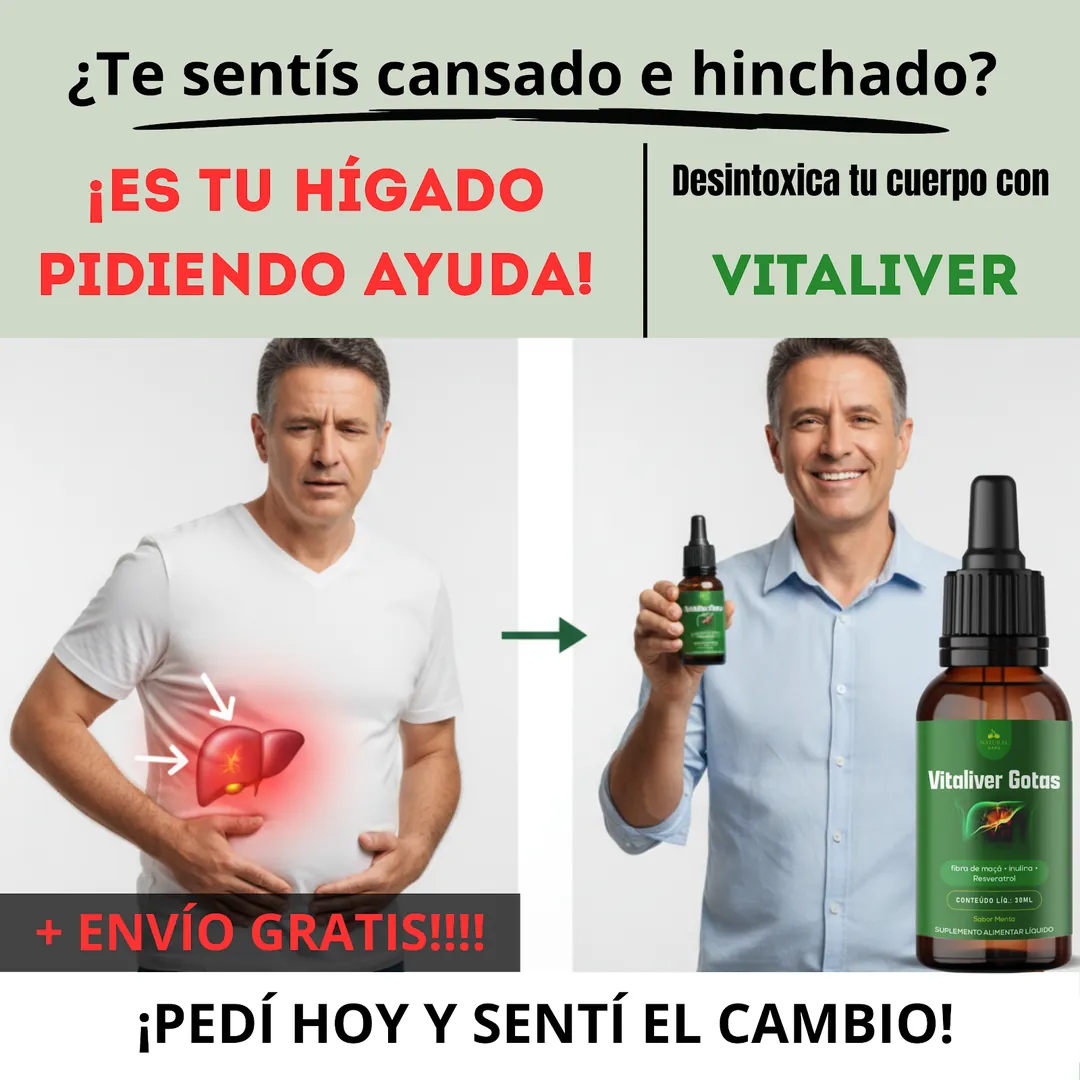 ¿Te sentís cansado e hinchado?
¡ES TU HÍGADO
PIDIENDO AYUDA!
Desintoxica tu cuerpo con
VITALIVER
NATURAL
Vitaliver Gotas
fibra de maçã • inulina •
Resveratrol
CONTEÚDO LÍQ.: 30ML
Sabor Menta
SUPLEMENTO ALIMENTAR LÍQUIDO
+ ENVÍO GRATIS!!!!
¡PEDÍ HOY Y SENTÍ EL CAMBIO!